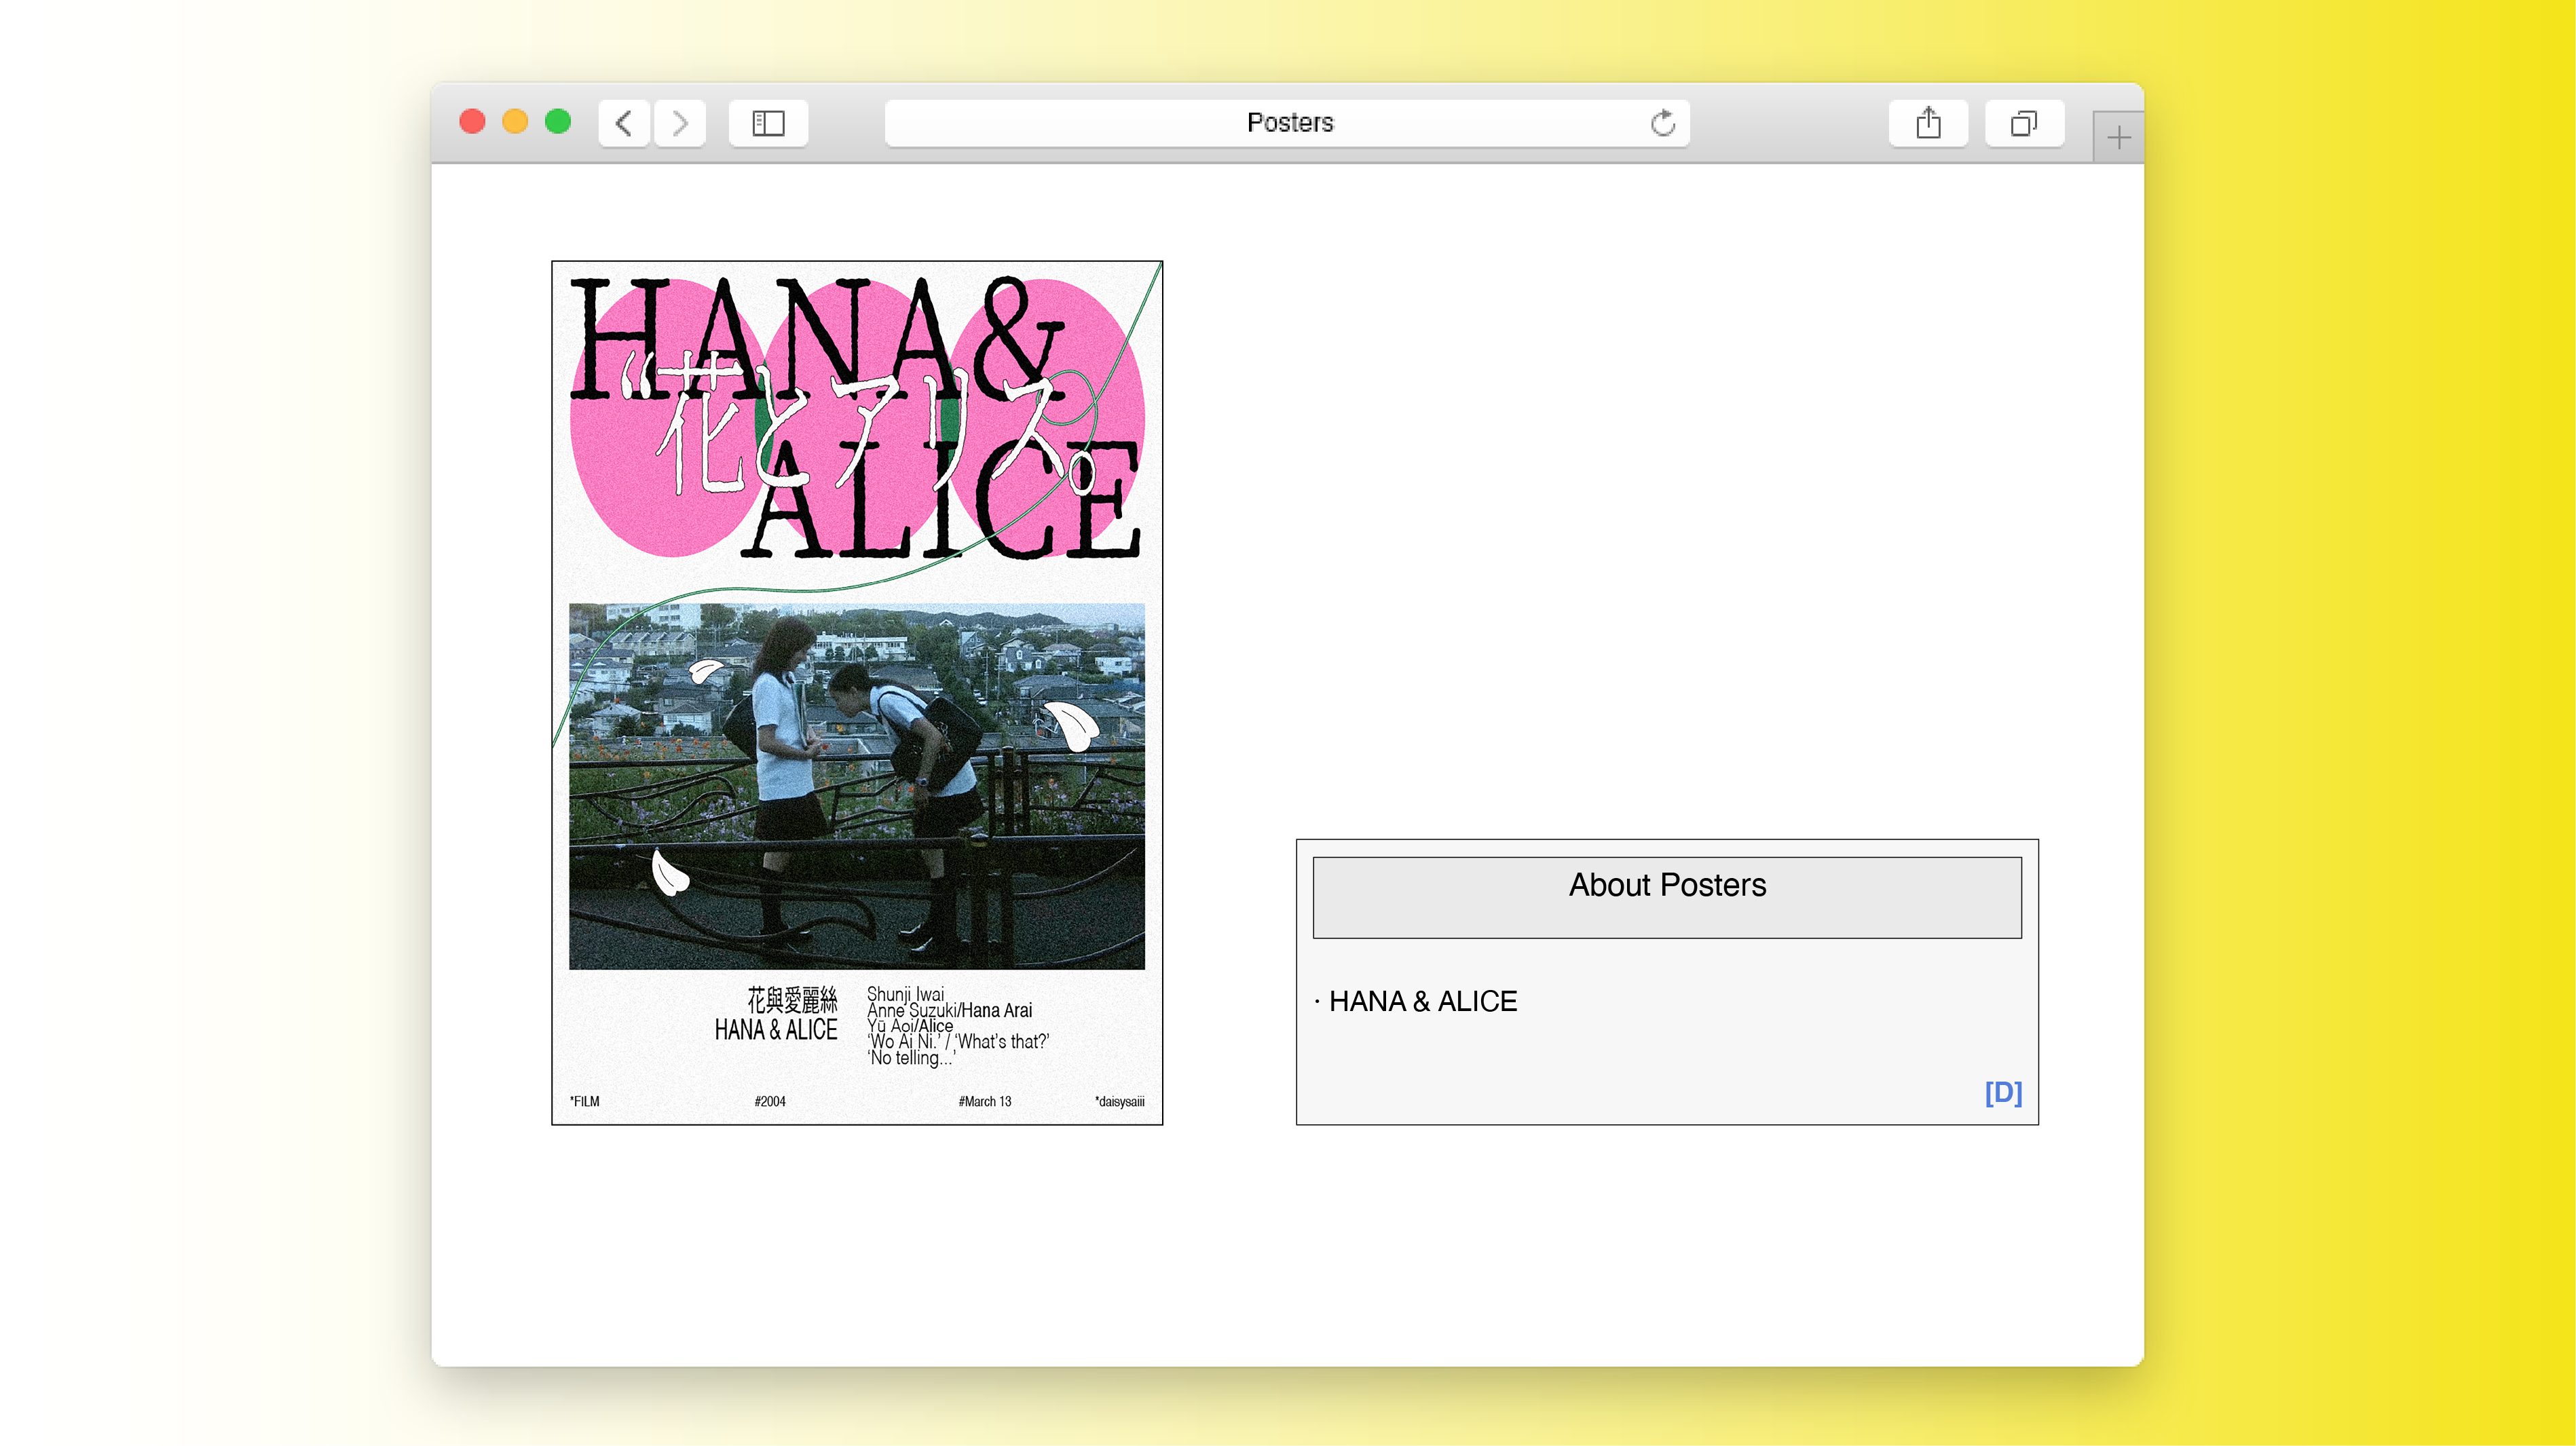 Posters
HANA&
“花とアリス。
ALICE
花與愛麗絲
HANA & ALICE
Shunji Iwai
Anne Suzuki/Hana Arai
Yū Aoi/Alice
‘Wo Ai Ni.’ / ‘What’s that?’
‘No telling...’
*FILM
#2004
#March 13
*daisysaiii
About Posters
· HANA & ALICE
[D]